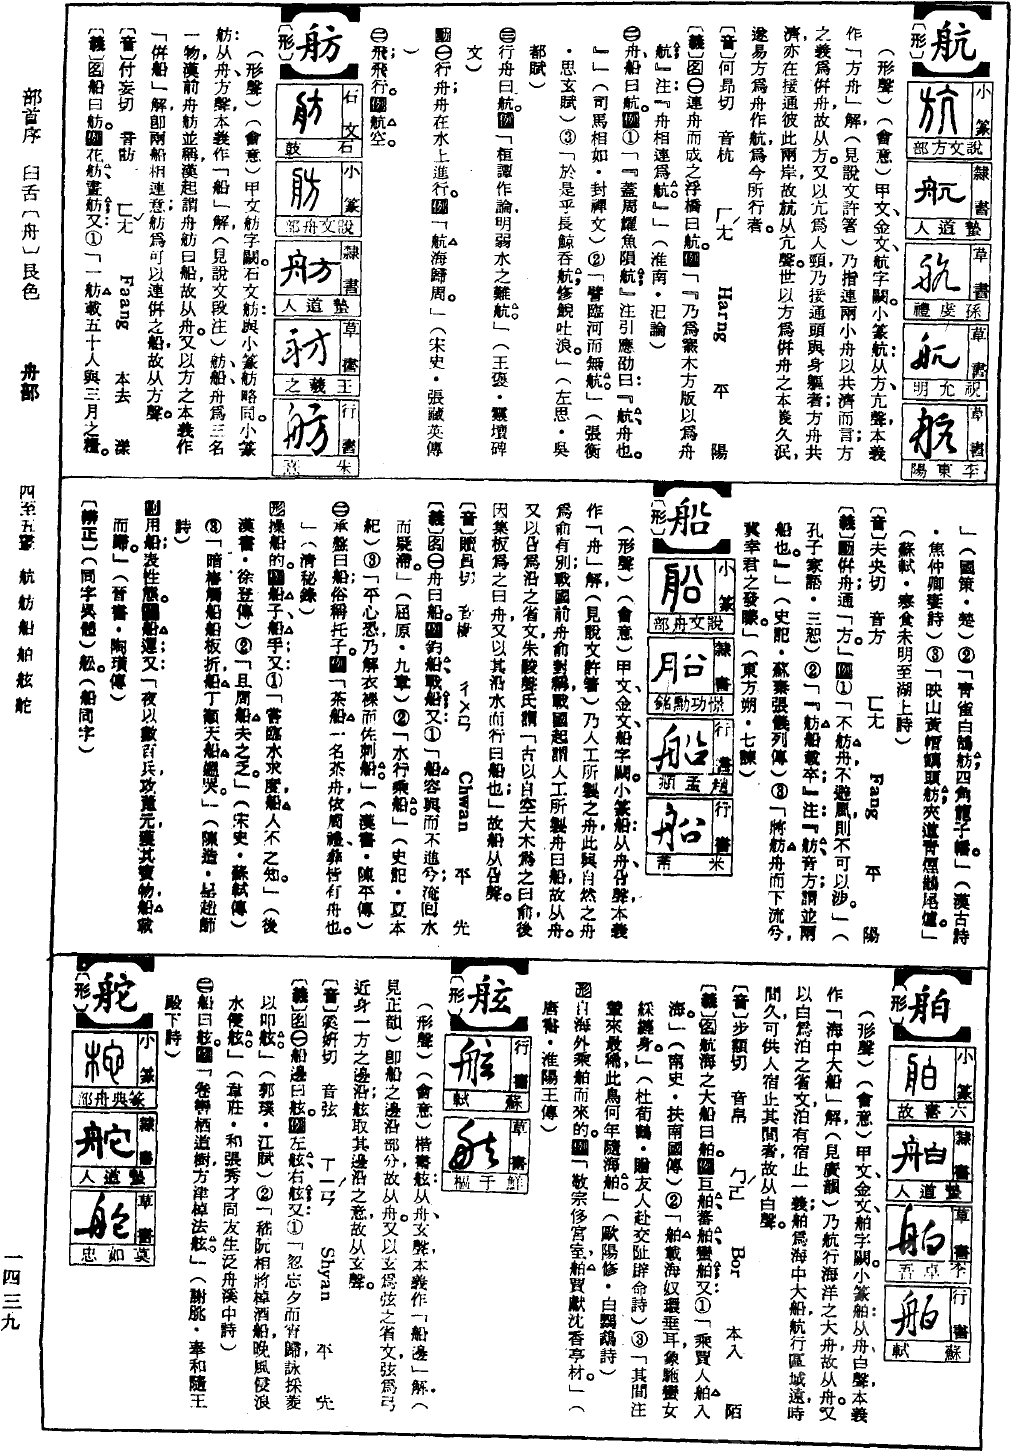 航
〔形〕
小篆
說文方部
隸書
蟄道人
草書
孫虔禮
草書
祝允明
草書
李東陽
（形聲）（會意）甲文、金文、航字闕。小篆航：从方，亢聲，本義
作「方舟」解，（見說文許箸）乃指連兩小舟以共濟而言；方
之義爲併舟，故从方。又以亢爲人頸，乃接通頭與身軀者；方舟共
濟，亦在接通彼此兩岸，故航从亢聲。世以方爲併舟之本義久泯，
遂易方爲舟作航，爲今所行者。
〔音〕何昂切　音杭　ㄏㄤˊ　Harng　平　陽
〔義〕图㊀連舟而成之浮橋曰航。例「『乃爲窾木方版以爲舟
航』注：『舟相連爲航』」（淮南・氾論）
㊁舟、船曰航。例①「『蓋周躍魚隕航』注引應劭曰：『航，舟也。
』」（司馬相如・封禪文）②「譬臨河而無航」（張衡
・思玄賦）③「於是乎長鯨吞航，修鯢吐浪。」（左思・吳
都賦）
㊂行舟曰航。例「桓譚作論，明弱水之難航。」（王褒・靈壇碑
文）
動㊀行舟；舟在水上進行。例「航海歸周。」（宋史・張藏英傳
）
㊁飛；飛行。例航空。
舫
〔形〕
石文
石鼓
小篆
說文舟部
隸書
蟄道人
草書
王羲之
行書
朱熹
（形聲）（會意）甲文舫字闕。石文舫：與小篆舫略同。小篆
舫：从舟，方聲，本義作「船」解，（見說文段注）舫、船、舟爲三名
一物，漢前舟、舫並稱，漢起謂舟、舫曰船，故从舟。又以方之本義作
「併船」解，卽兩船相連意，舫爲可以連併之船，故从方聲。
〔音〕付妄切　音訪　ㄈㄤˇ　Faang　本去　漾
〔義〕图船曰舫。例花舫、畫舫；又①「一舫載五十人與三月之糧。
」（國策・楚）②「青雀白鵠舫，四角龍子幡」（漢古詩
・焦仲卿妻詩）③「映山黃帽螭頭舫，夾道青煙鵲尾爐」
（蘇軾・寒食未明至湖上詩）
〔義〕動併舟；通「方。」例①「不舫舟，不避風，則不可以涉。」（
孔子家語・三恕）②「『舫船載卒』注：『舫音方；謂並兩
船也。』」（史記・蘇秦張儀列傳）③「將舫舟而下流兮，
冀幸君之發矇。」（東方朔・七諫）
〔音〕夫央切　音方　ㄈㄤ　Fang　平　陽
船
〔形〕
小篆
說文舟部
隸書
行書
趙孟頫
行書
米芾
（形聲）（會意）甲文、金文船字闕。小篆船：从舟，㕣聲，本義
作「舟」解，（見說文許箸）乃人工所製之舟，此與自然之舟
爲俞有別；戰國前舟俞對稱，戰國起謂人工所製舟曰船，故从舟。
又以㕣爲沿之省文，朱駿聲氏謂「古以自空大木爲之曰俞，後
因集板爲之曰舟，又以其沿水而行曰船也」故船从㕣聲。
〔音〕ㄔㄨㄢˊ　Chwan　平　先
〔義〕图㊀舟曰船。例釣船、戰船；又①「船容與而不進兮，淹回水
而疑滯」（屈原・九章）②「水行乘船」（史記・夏本
紀）③「平心恐，乃解衣裸而佐刺船。」（漢書・陳平傳）
㊁承盤曰船；俗稱托子。例「茶船，一名茶舟，依周禮彝皆有舟也。
」（清秘錄）
形操船的。例船子、船手；又①「嘗臨水求度，船人不之知。」（後
漢書・徐登傳）②「且闕船夫之乏。」（宋史・蘇軾傳）
③「暗樁觸船船板折，船丁顧天船婦哭。」（陳造・呈趙帥
詩）
副用船：表性態。例船運；又「夜以數百兵攻董元，獲其寶物，船載
而歸。」（晉書・陶璜傳）
〔辨正〕（同字異體）舩。（船同字）
舶
〔形〕
小篆
六書故
隸書
蟄道人
草書
李卓吾
行書
蘇軾
（形聲）（會意）甲文、金文舶字闕。小篆舶：从舟，白聲，本義
作「海中大船」解，（見廣韻）乃航行海洋之大舟，故从舟。又
以白爲泊之省文，泊有宿止一義，舶爲海中大船，航行區域遠，時
間久，可供人宿止其間者，故从白聲。
〔音〕步額切　音帛　ㄅㄛˊ　Bor　本入　陌
〔義〕图航海之大船曰舶。例巨舶、蕃舶、蠻舶；又①「乘賈人舶入
海。」（南史・扶南國傳）②「舶載海奴環垂耳，象駞蠻女
綵纏身。」（杜荀鶴・贈友人赴交阯辟命詩）③「其間注
輦來最稀，此鳥何年隨海舶。」（歐陽修・白鸚鵡詩）
形自海外乘舶而來的。例「敬宗侈宮室，舶賈獻沈香亭材。」（
唐書・淮陽王傳）
舷
〔形〕
行書
蘇軾
草書
鮮于樞
（形聲）（會意）楷書舷：从舟，玄聲，本義作「船邊」解，（
見正韻）卽船之邊沿部分，故从舟。又以玄爲弦之省文，弦爲弓
近身一方之邊沿，舷取其邊沿之意，故从玄聲。
〔音〕奚姸切　音弦　ㄒㄧㄢˊ　Shyan　平　先
〔義〕图㊀船邊曰舷。例左舷、右舷；又①「忽忘夕而宵歸，詠採菱
以叩舷。」（郭璞・江賦）②「嵇阮相將棹酒船，晚風侵浪
水侵舷。」（韋莊・和張秀才同友生泛舟溪中詩）
㊁船曰舷。例「卷幔栖道樹，方津棹法舷」（謝朓・奉和隨王
殿下詩）
舵
〔形〕
小篆
篆典舟部
隸書
蟄道人
草書
莫如忠
部首序　臼舌〔舟〕艮色　舟部　四至五畫　航舫船舶舷舵
一四三九